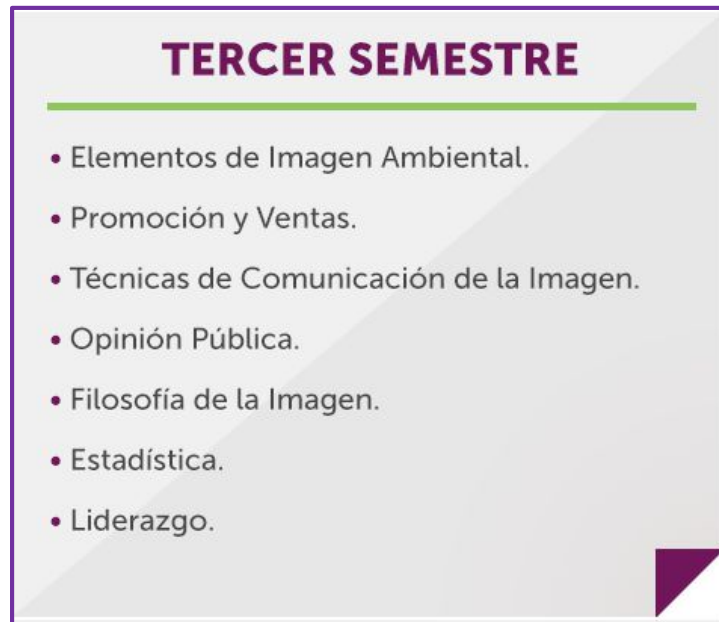 TERCER SEMESTRE
• Elementos de Imagen Ambiental.
• Promoción y Ventas.
• Técnicas de Comunicación de la Imagen.
• Opinión Pública.
• Filosofía de la Imagen.
• Estadística.
• Liderazgo.